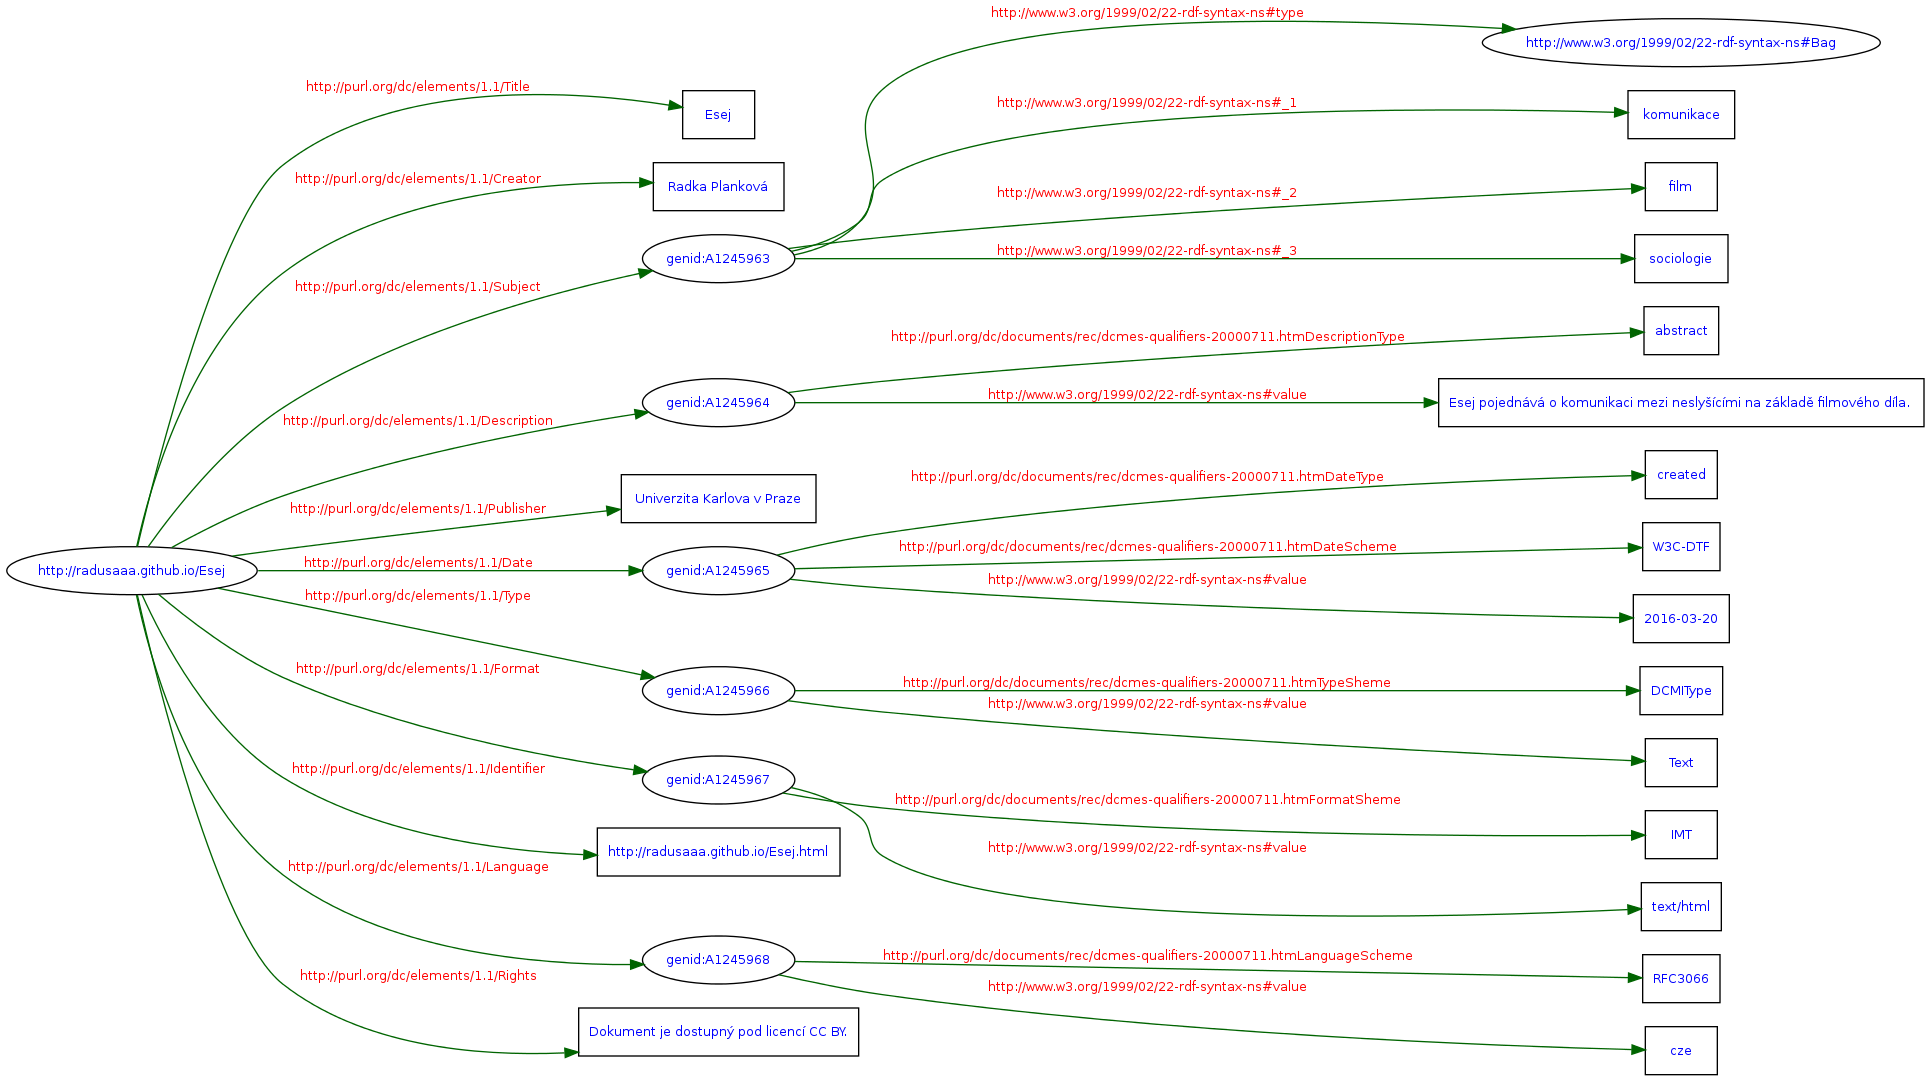 http://www.w3.org/1999/02/22-rdf-syntax-ns#type
http://www.w3.org/1999/02/22-rdf-syntax-ns#Bag
http://purl.org/dc/elements/1.1/Title
Esej
http://www.w3.org/1999/02/22-rdf-syntax-ns#_1
komunikace
http://purl.org/dc/elements/1.1/Creator
Radka Planková
http://www.w3.org/1999/02/22-rdf-syntax-ns#_2
film
http://purl.org/dc/elements/1.1/Subject
genid:A1245963
http://www.w3.org/1999/02/22-rdf-syntax-ns#_3
sociologie
http://purl.org/dc/documents/rec/dcmes-qualifiers-20000711.htmDescriptionType
abstract
http://purl.org/dc/elements/1.1/Description
genid:A1245964
http://www.w3.org/1999/02/22-rdf-syntax-ns#value
Esej pojednává o komunikaci mezi neslyšícími na základě filmového díla.
http://purl.org/dc/elements/1.1/Publisher
Univerzita Karlova v Praze
http://purl.org/dc/documents/rec/dcmes-qualifiers-20000711.htmDateType
created
http://radusaaa.github.io/Esej
http://purl.org/dc/elements/1.1/Date
genid:A1245965
http://purl.org/dc/documents/rec/dcmes-qualifiers-20000711.htmDateScheme
W3C-DTF
http://www.w3.org/1999/02/22-rdf-syntax-ns#value
2016-03-20
http://purl.org/dc/elements/1.1/Type
genid:A1245966
http://purl.org/dc/documents/rec/dcmes-qualifiers-20000711.htmTypeSheme
DCMIType
http://www.w3.org/1999/02/22-rdf-syntax-ns#value
Text
http://purl.org/dc/elements/1.1/Format
genid:A1245967
http://purl.org/dc/documents/rec/dcmes-qualifiers-20000711.htmFormatSheme
IMT
http://www.w3.org/1999/02/22-rdf-syntax-ns#value
text/html
http://purl.org/dc/elements/1.1/Identifier
http://radusaaa.github.io/Esej.html
http://purl.org/dc/elements/1.1/Language
genid:A1245968
http://purl.org/dc/documents/rec/dcmes-qualifiers-20000711.htmLanguageScheme
RFC3066
http://www.w3.org/1999/02/22-rdf-syntax-ns#value
cze
http://purl.org/dc/elements/1.1/Rights
Dokument je dostupný pod licencí CC BY.